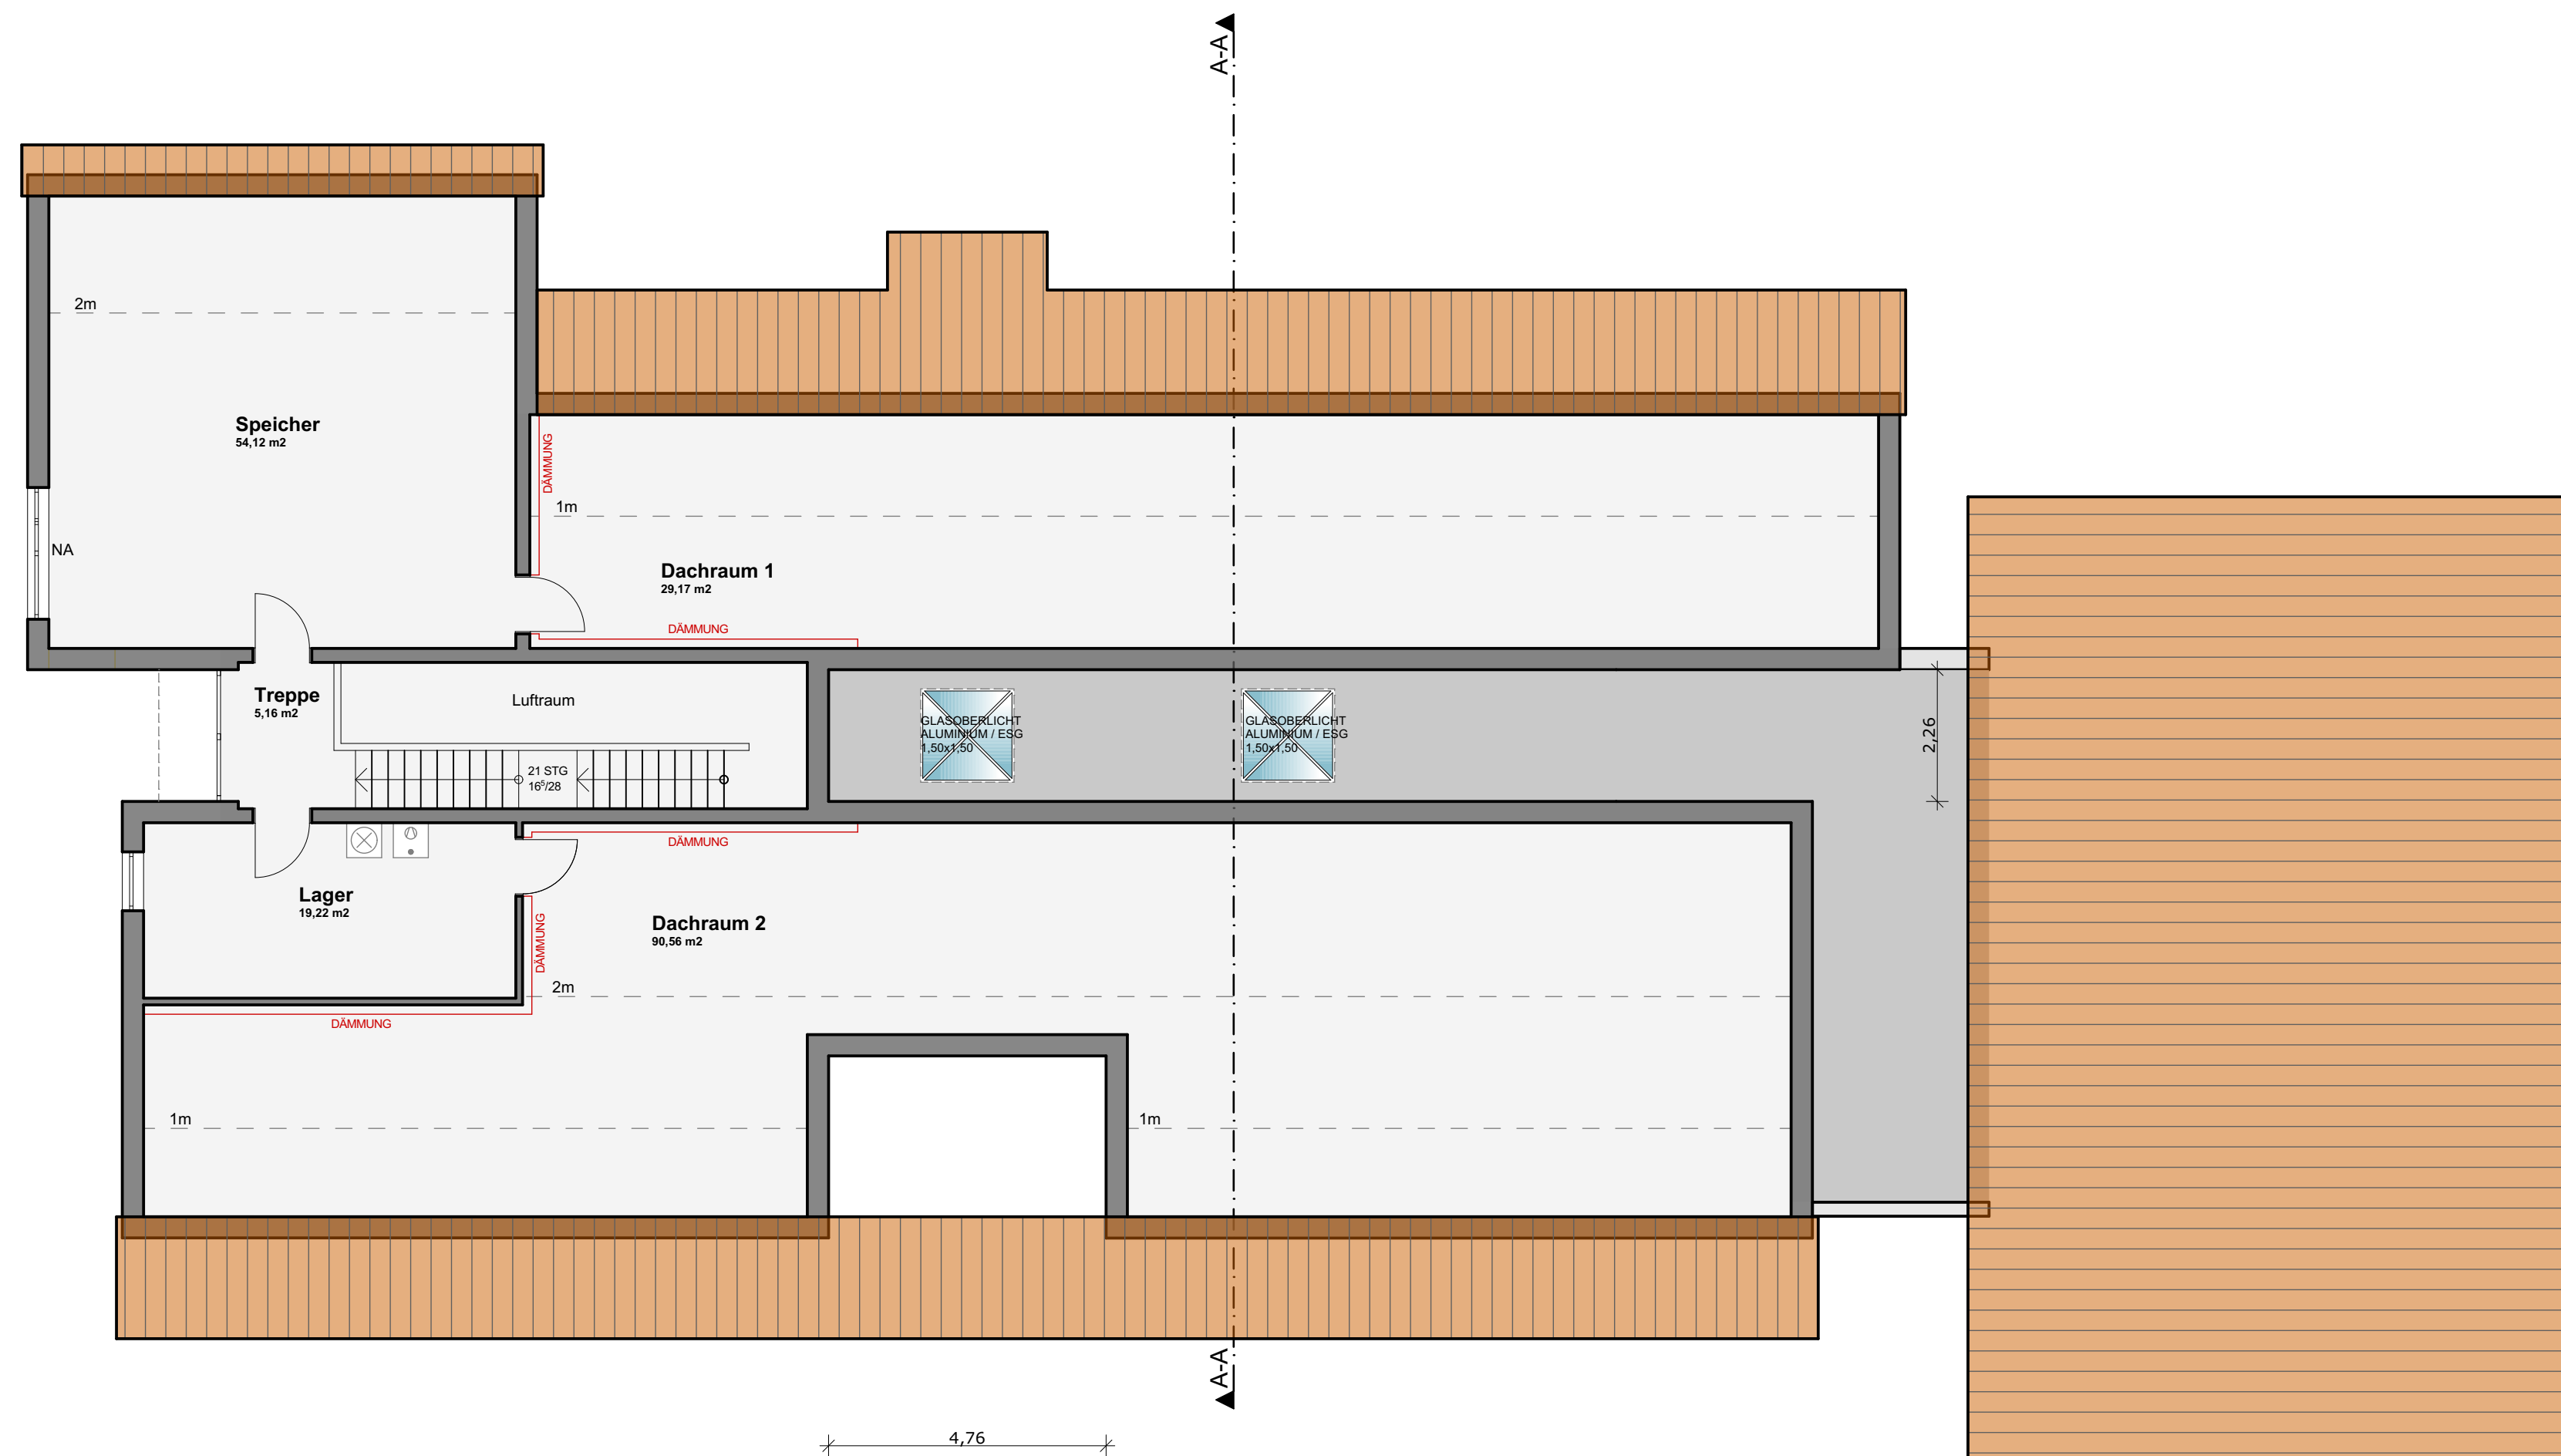 A-A
2m
Speicher
54,12 m2
DÄMMUNG
1m
NA
Dachraum 1
29,17 m2
DÄMMUNG
Treppe
5,16 m2
Luftraum
GLASOBERLICHT
ALUMINIUM / ESG
1,50x1,50
GLASOBERLICHT
ALUMINIUM / ESG
1,50x1,50
2,26
21 STG
16⁵/28
DÄMMUNG
Lager
19,22 m2
DÄMMUNG
Dachraum 2
90,56 m2
2m
DÄMMUNG
1m
1m
A-A
4,76